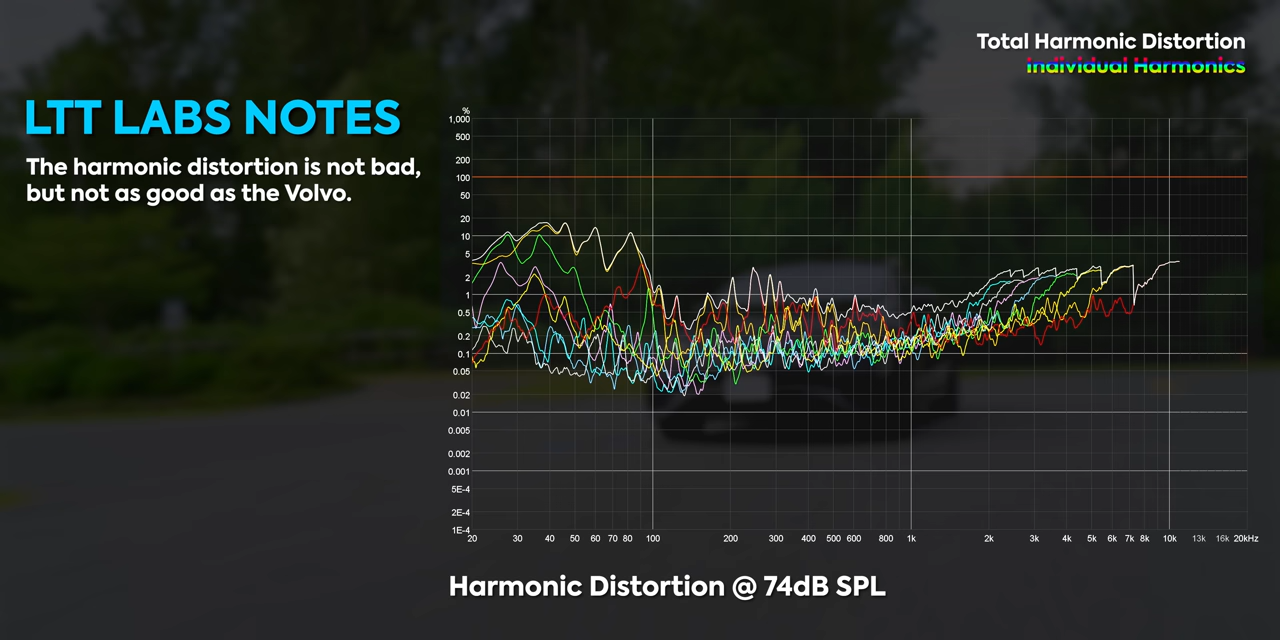 Total Harmonic Distortion
Individual Harmonics
LTT LABS NOTES
The harmonic distortion is not bad,
but not as good as the Volvo.
%
1,000
500
200
100
50
20
10
5
2
1
0.5
0.2
0.1
0.05
0.02
0.01
0.005
0.002
0.001
5E-4
2E-4
1E-4
20 30 40 50 60 70 80 100 200 300 400 500 600 800 1k 2k 3k 4k 5k 6k 7k 8k 10k 13k 16k 20kHz
Harmonic Distortion @ 74dB SPL